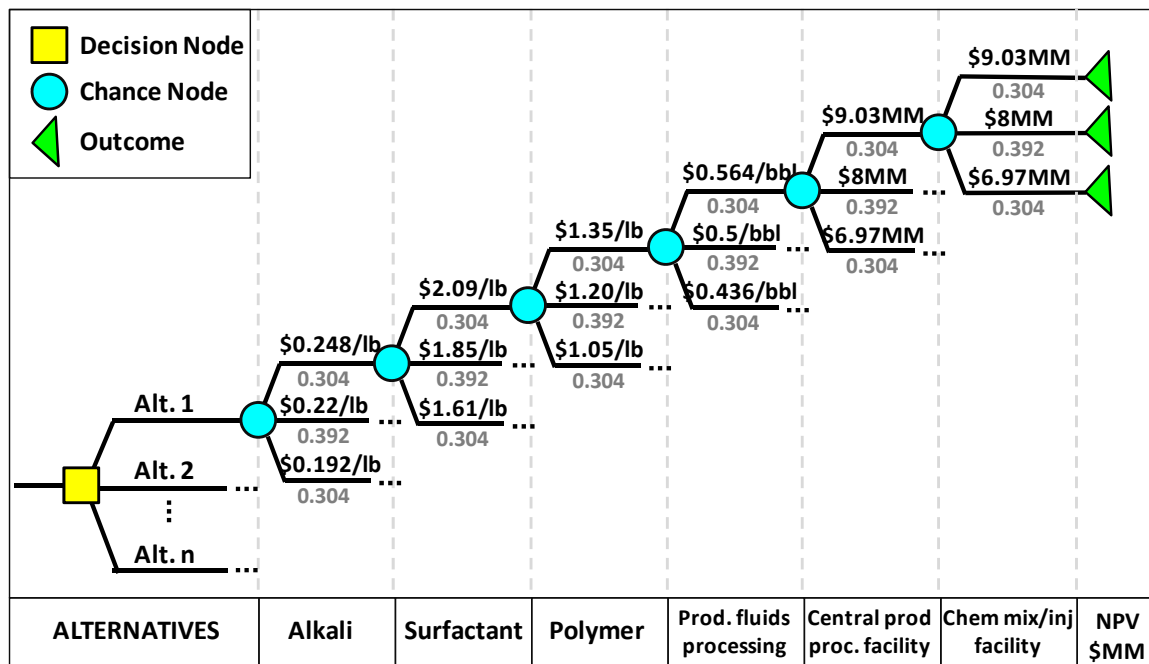 Decision Node
Chance Node
Outcome
Alt. 1
Alt. 2
...
⋮
Alt. n
...
$0.248/lb
0.304
$0.22/lb
0.392
...
$0.192/lb
0.304
...
$2.09/lb
0.304
$1.85/lb
0.392
...
$1.61/lb
0.304
...
$1.35/lb
0.304
$1.20/lb
0.392
...
$1.05/lb
0.304
...
$0.564/bbl
0.304
$0.5/bbl
0.392
...
$0.436/bbl
0.304
...
$9.03MM
0.304
$8MM
0.392
...
$6.97MM
0.304
...
$9.03MM
0.304
$8MM
0.392
$6.97MM
0.304
ALTERNATIVES
Alkali
Surfactant
Polymer
Prod. fluids
processing
Central prod
proc. facility
Chem mix/inj
facility
NPV
$MM